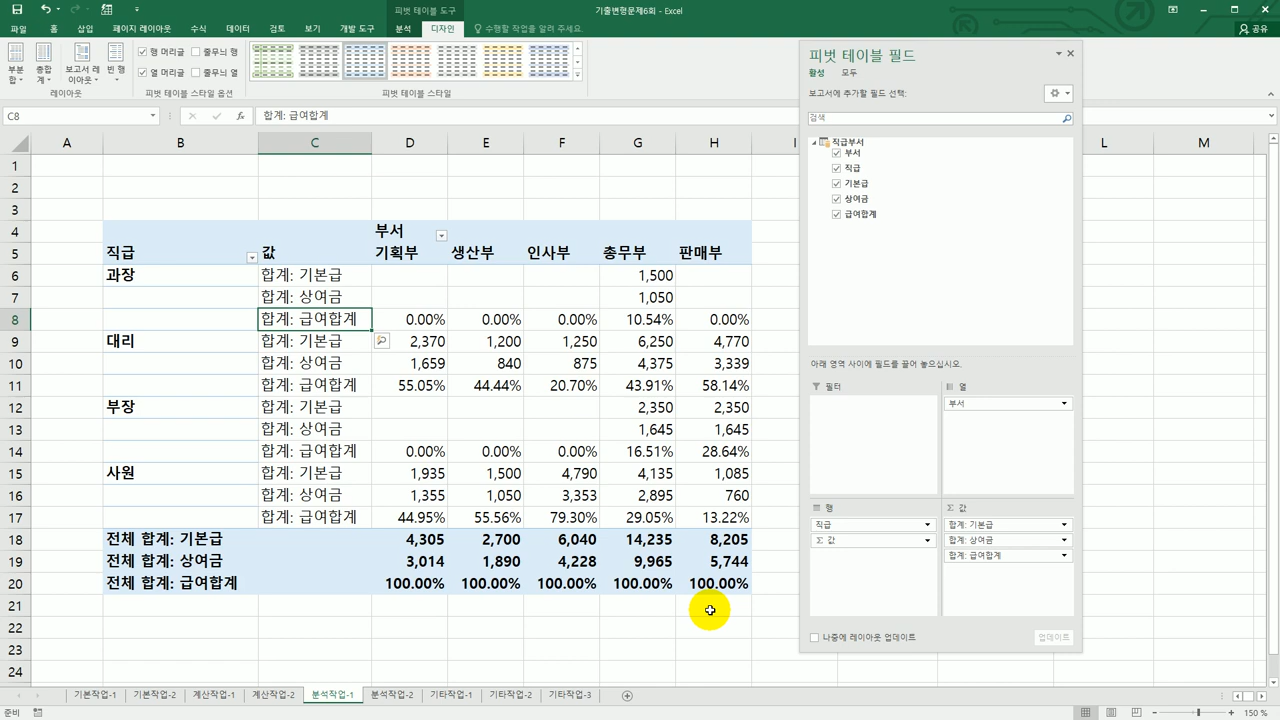 피벗 테이블 도구
기출변형문제6회 - Excel
파일 홈 삽입 페이지 레이아웃 수식 데이터 검토 보기 개발 도구 분석 디자인 수행할 작업을 알려 주세요.
공유
부분합 총합계 보고서 레이아웃 빈 행
행 머리글 줄무늬 행
열 머리글 줄무늬 열
레이아웃 피벗 테이블 스타일 옵션 피벗 테이블 스타일
C8 fx 합계: 급여합계
A B C D E F G H I L M
1
2
3
4 부서
5 직급 값 기획부 생산부 인사부 총무부 판매부
6 과장 합계: 기본급 1,500
7 합계: 상여금 1,050
8 합계: 급여합계 0.00% 0.00% 0.00% 10.54% 0.00%
9 대리 합계: 기본급 2,370 1,200 1,250 6,250 4,770
10 합계: 상여금 1,659 840 875 4,375 3,339
11 합계: 급여합계 55.05% 44.44% 20.70% 43.91% 58.14%
12 부장 합계: 기본급 2,350 2,350
13 합계: 상여금 1,645 1,645
14 합계: 급여합계 0.00% 0.00% 0.00% 16.51% 28.64%
15 사원 합계: 기본급 1,935 1,500 4,790 4,135 1,085
16 합계: 상여금 1,355 1,050 3,353 2,895 760
17 합계: 급여합계 44.95% 55.56% 79.30% 29.05% 13.22%
18 전체 합계: 기본급 4,305 2,700 6,040 14,235 8,205
19 전체 합계: 상여금 3,014 1,890 4,228 9,965 5,744
20 전체 합계: 급여합계 100.00% 100.00% 100.00% 100.00% 100.00%
21
22
23
24
피벗 테이블 필드
활성 모두
보고서에 추가할 필드 선택:
검색
직급부서
부서
직급
기본급
상여금
급여합계
아래 영역 사이에 필드를 끌어 놓으십시오.
필터 열
부서
행 Σ 값
직급 합계: 기본급
Σ 값 합계: 상여금
합계: 급여합계
나중에 레이아웃 업데이트 업데이트
기본작업-1 기본작업-2 계산작업-1 계산작업-2 분석작업-1 분석작업-2 기타작업-1 기타작업-2 기타작업-3
준비 150 %